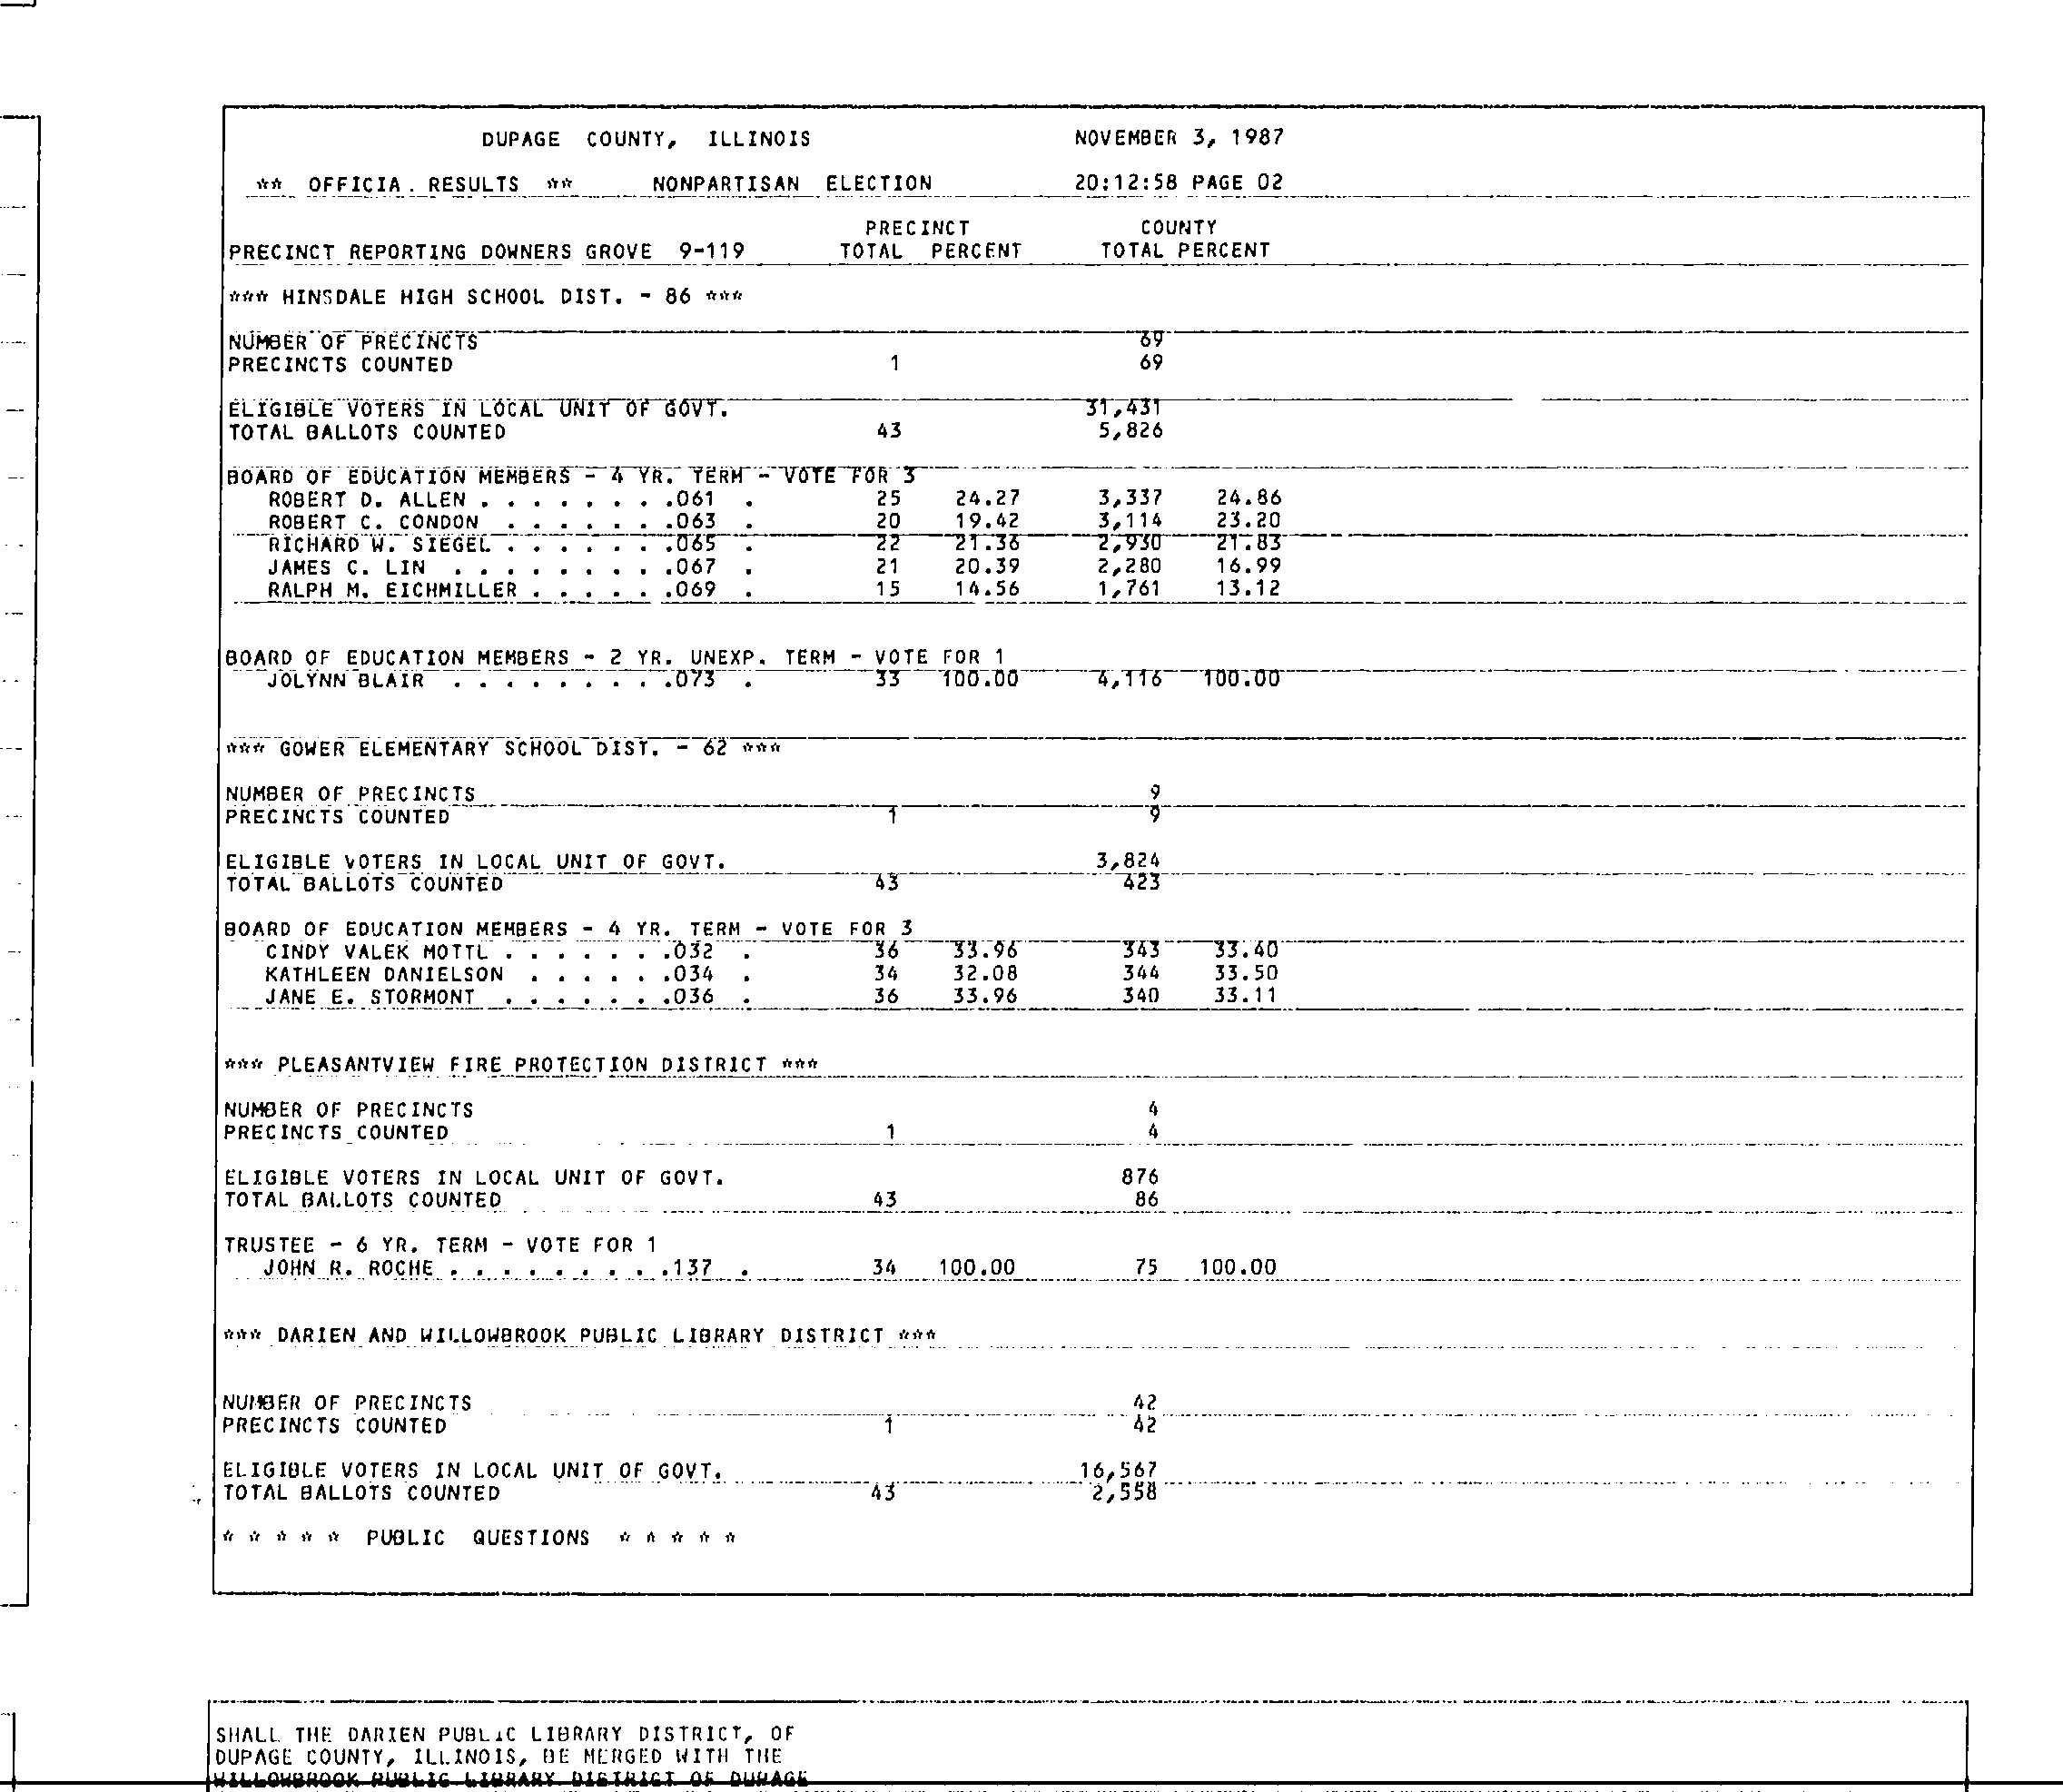 DUPAGE COUNTY, ILLINOIS NOVEMBER 3, 1987
** OFFICIA. RESULTS ** NONPARTISAN ELECTION 20:12:58 PAGE 02
PRECINCT COUNTY
PRECINCT REPORTING DOWNERS GROVE 9-119 TOTAL PERCENT TOTAL PERCENT
*** HINSDALE HIGH SCHOOL DIST. - 86 ***
NUMBER OF PRECINCTS 69
PRECINCTS COUNTED 1 69
ELIGIBLE VOTERS IN LOCAL UNIT OF GOVT. 31,431
TOTAL BALLOTS COUNTED 43 5,826
BOARD OF EDUCATION MEMBERS - 4 YR. TERM - VOTE FOR 3
ROBERT D. ALLEN . . . . . . . .061 . 25 24.27 3,337 24.86
ROBERT C. CONDON . . . . . . .063 . 20 19.42 3,114 23.20
RICHARD W. SIEGEL . . . . . . .065 . 22 21.36 2,930 21.83
JAMES C. LIN . . . . . . . . .067 . 21 20.39 2,280 16.99
RALPH M. EICHMILLER . . . . . .069 . 15 14.56 1,761 13.12
BOARD OF EDUCATION MEMBERS - 2 YR. UNEXP. TERM - VOTE FOR 1
JOLYNN BLAIR . . . . . . . . .073 . 33 100.00 4,116 100.00
*** GOWER ELEMENTARY SCHOOL DIST. - 62 ***
NUMBER OF PRECINCTS 9
PRECINCTS COUNTED 1 9
ELIGIBLE VOTERS IN LOCAL UNIT OF GOVT. 3,824
TOTAL BALLOTS COUNTED 43 423
BOARD OF EDUCATION MEMBERS - 4 YR. TERM - VOTE FOR 3
CINDY VALEK MOTTL . . . . . . .032 . 36 33.96 343 33.40
KATHLEEN DANIELSON . . . . . .034 . 34 32.08 344 33.50
JANE E. STORMONT . . . . . . .036 . 36 33.96 340 33.11
*** PLEASANTVIEW FIRE PROTECTION DISTRICT ***
NUMBER OF PRECINCTS 4
PRECINCTS COUNTED 1 4
ELIGIBLE VOTERS IN LOCAL UNIT OF GOVT. 876
TOTAL BALLOTS COUNTED 43 86
TRUSTEE - 6 YR. TERM - VOTE FOR 1
JOHN R. ROCHE . . . . . . . . .137 . 34 100.00 75 100.00
*** DARIEN AND WILLOWBROOK PUBLIC LIBRARY DISTRICT ***
NUMBER OF PRECINCTS 42
PRECINCTS COUNTED 1 42
ELIGIBLE VOTERS IN LOCAL UNIT OF GOVT. 16,567
TOTAL BALLOTS COUNTED 43 2,558
* * * * * PUBLIC QUESTIONS * * * * *
SHALL THE DARIEN PUBLIC LIBRARY DISTRICT, OF
DUPAGE COUNTY, ILLINOIS, BE MERGED WITH THE
WILLOWBROOK PUBLIC LIBRARY DISTRICT OF DUPAGE